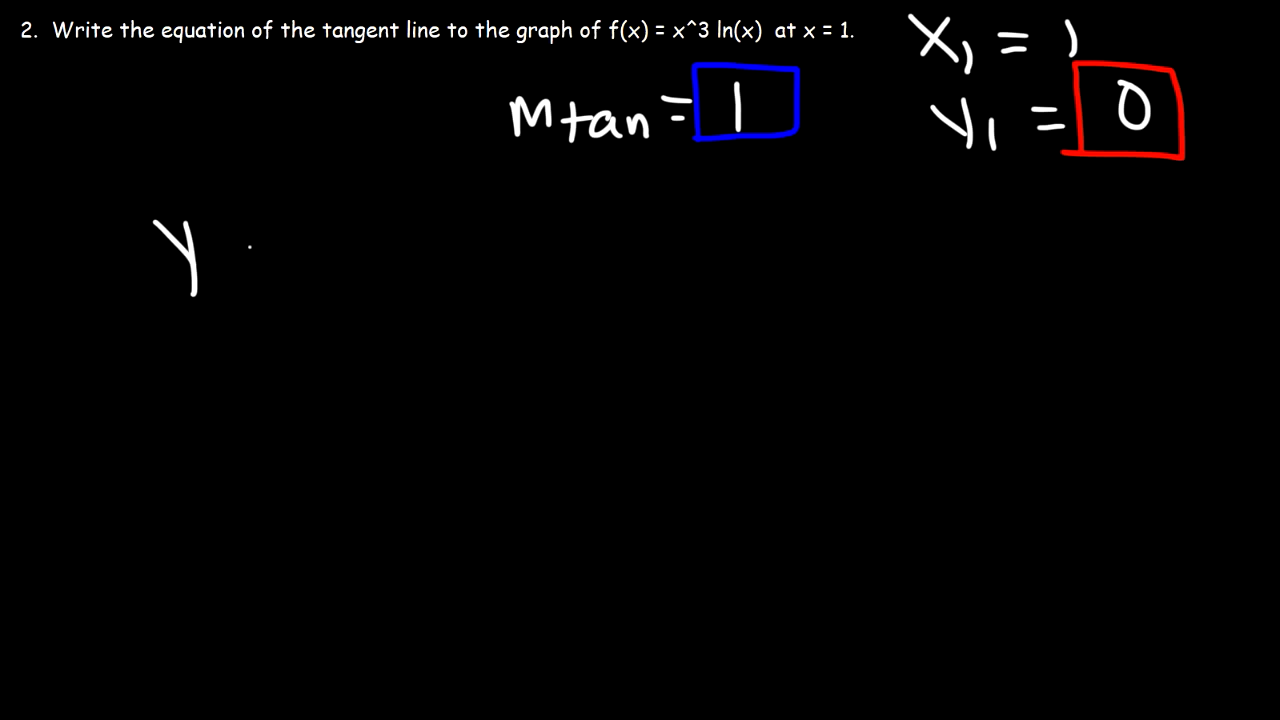 2. Write the equation of the tangent line to the graph of f(x) = x^3 ln(x) at x = 1.
x₁ = 1
mtan = 1
y₁ = 0
y